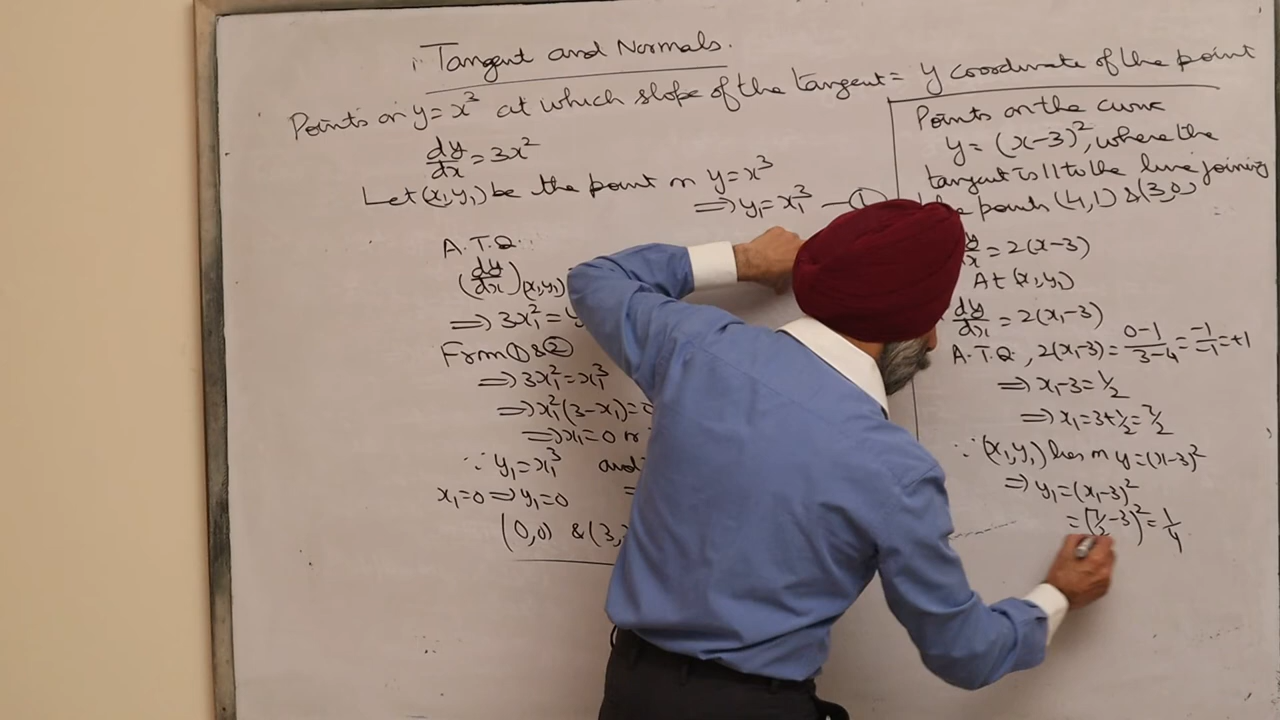 Tangent and Normals.
Points on y=x³ at which slope of the tangent = y coordinate of the point
dy/dx = 3x²
Let (x₁,y₁) be the point on y=x³
⇒ y₁=x₁³ —①
A.T.Q.
(dy/dx)(x₁,y₁)
⇒ 3x₁²=y
From ① & ②
⇒ 3x₁²=x₁³
⇒ x₁²(3-x₁)=0
⇒ x₁=0 or
∵ y₁=x₁³ and
x₁=0 ⇒ y₁=0 =
(0,0) & (3,
Points on the curve
y = (x-3)², where the
tangent is || to the line joining
the points (4,1) & (3,0)
dy/dx = 2(x-3)
At (x₁,y₁)
dy/dx = 2(x₁-3)
A.T.Q., 2(x₁-3) = 0-1/3-4 = -1/-1 = +1
⇒ x₁-3=1/2
⇒ x₁=3+1/2=7/2
∵ (x₁,y₁) lies on y=(x-3)²
⇒ y₁=(x₁-3)²
=(7/2-3)²=1/4